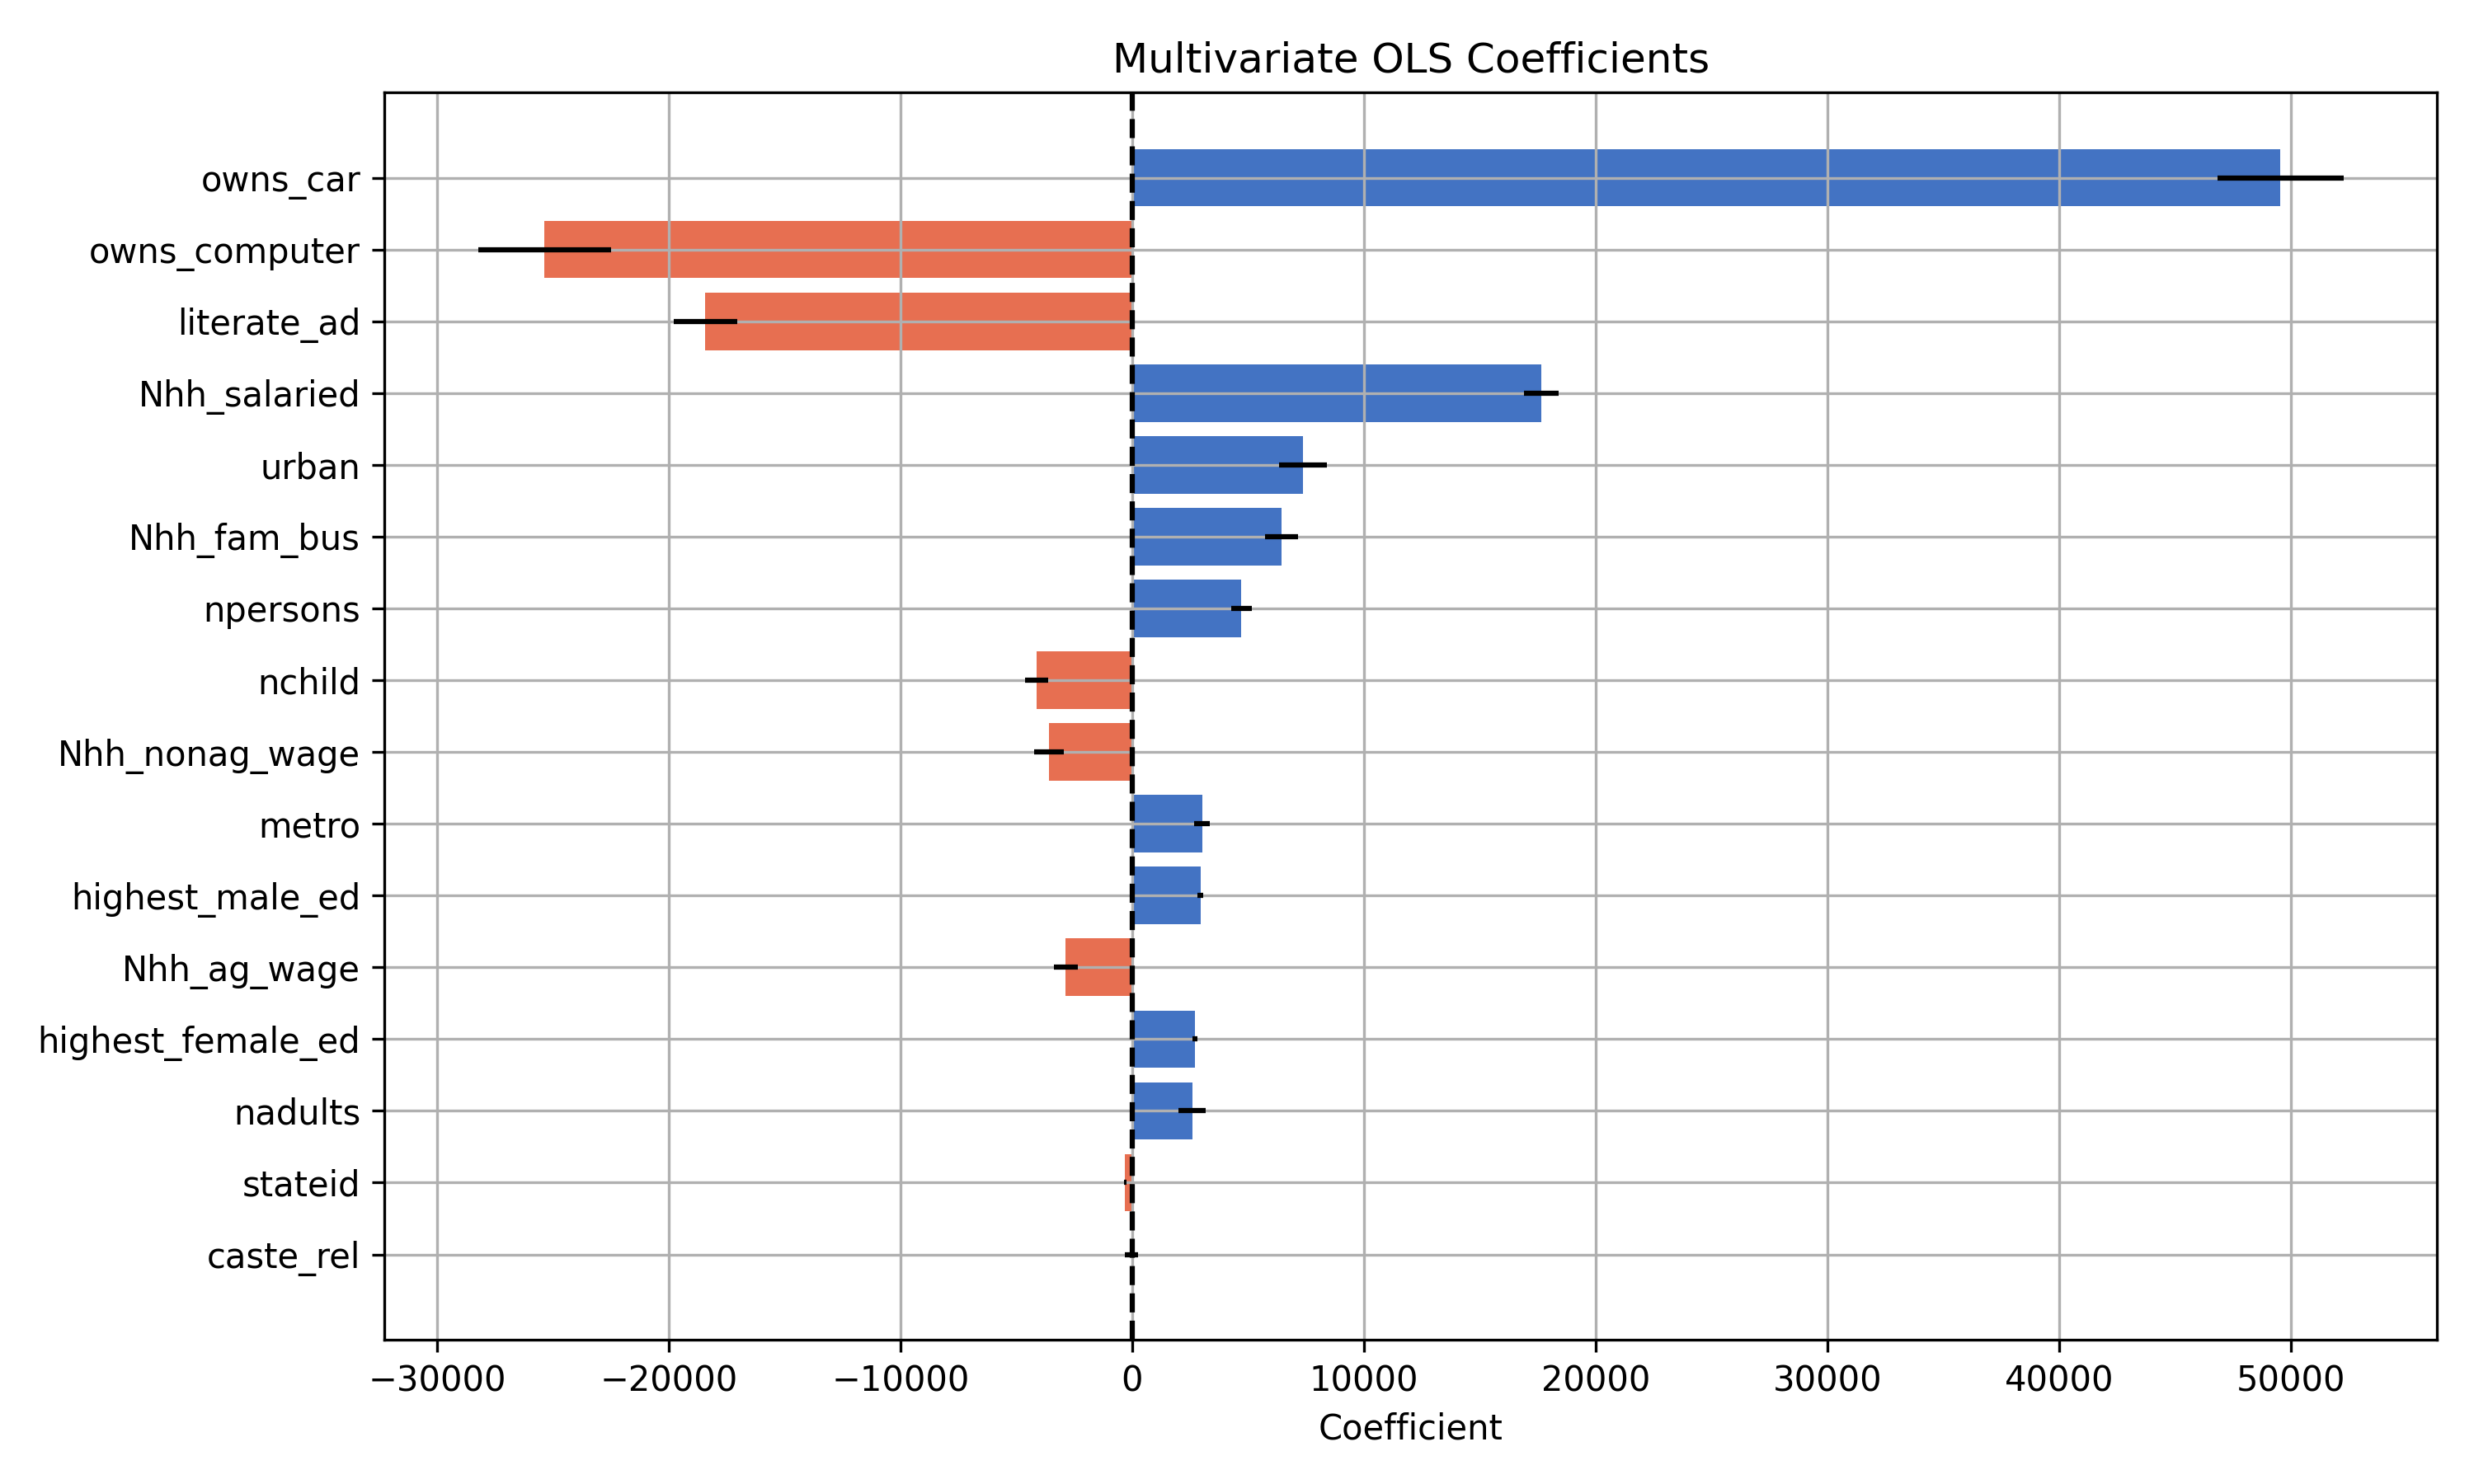 Multivariate OLS Coefficients
owns_car
owns_computer
literate_ad
Nhh_salaried
urban
Nhh_fam_bus
npersons
nchild
Nhh_nonag_wage
metro
highest_male_ed
Nhh_ag_wage
highest_female_ed
nadults
stateid
caste_rel
−30000 −20000 −10000 0 10000 20000 30000 40000 50000
Coefficient